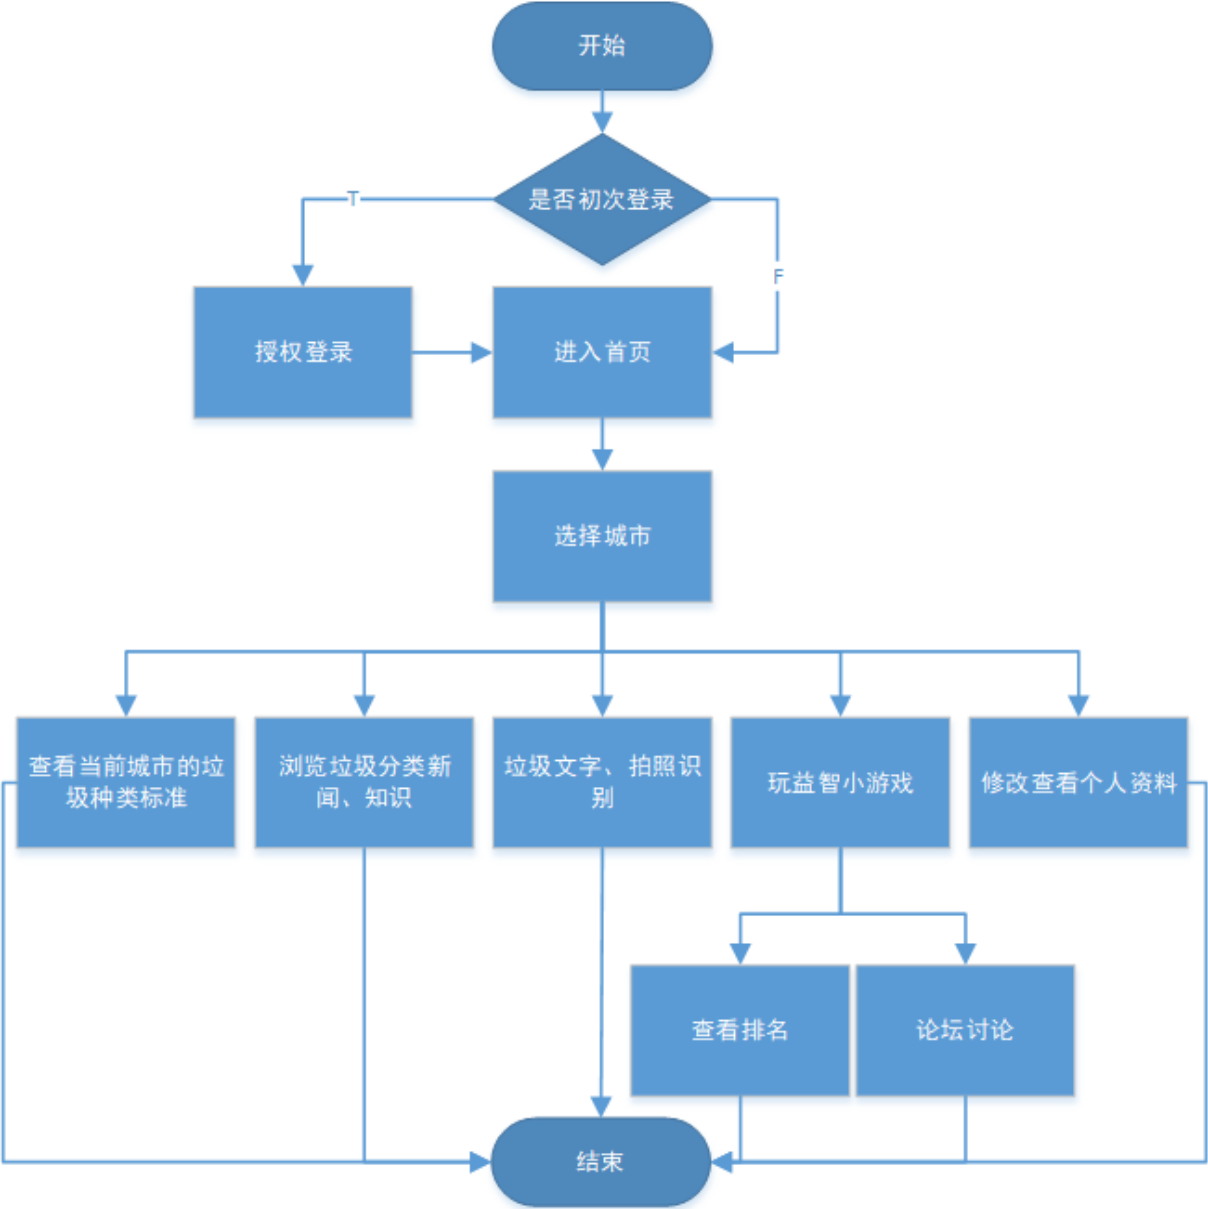 开始
是否初次登录
T
F
授权登录
进入首页
选择城市
查看当前城市的垃
圾种类标准
浏览垃圾分类新
闻、知识
垃圾文字、拍照识
别
玩益智小游戏
修改查看个人资料
查看排名
论坛讨论
结束